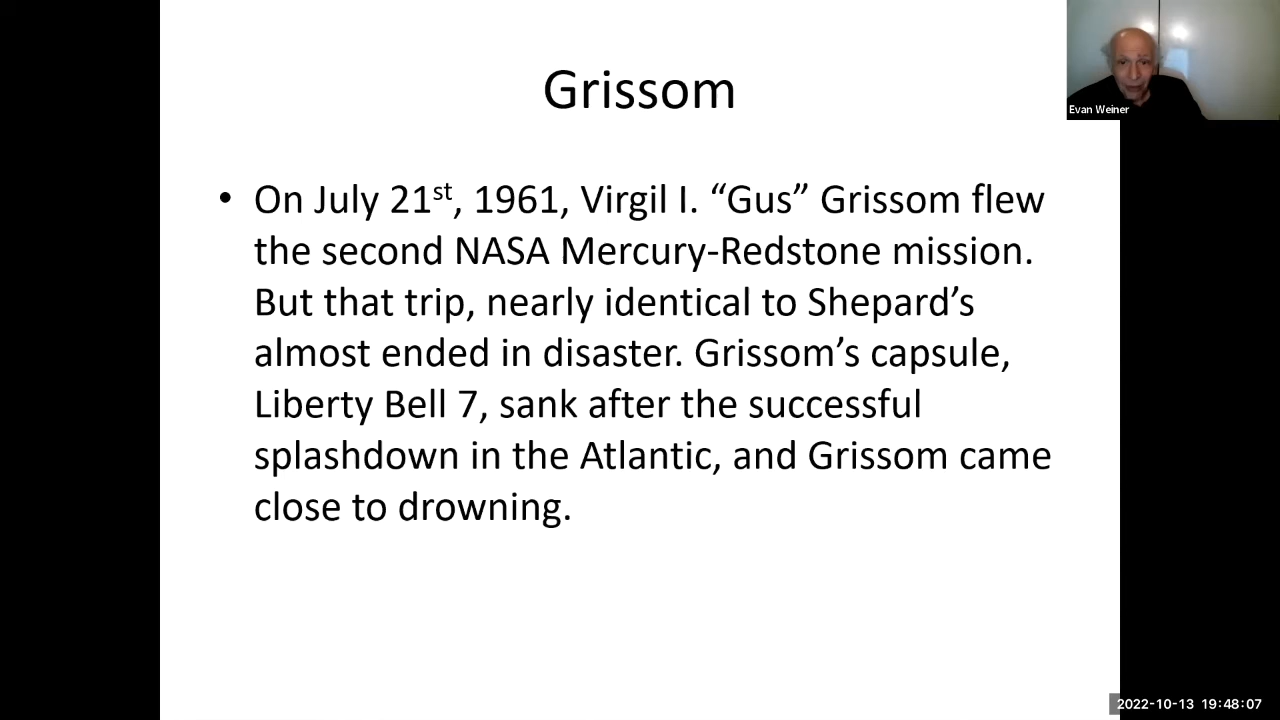 Grissom
Evan Weiner
• On July 21st, 1961, Virgil I. “Gus” Grissom flew
the second NASA Mercury-Redstone mission.
But that trip, nearly identical to Shepard’s
almost ended in disaster. Grissom’s capsule,
Liberty Bell 7, sank after the successful
splashdown in the Atlantic, and Grissom came
close to drowning.
2022-10-13 19:48:07